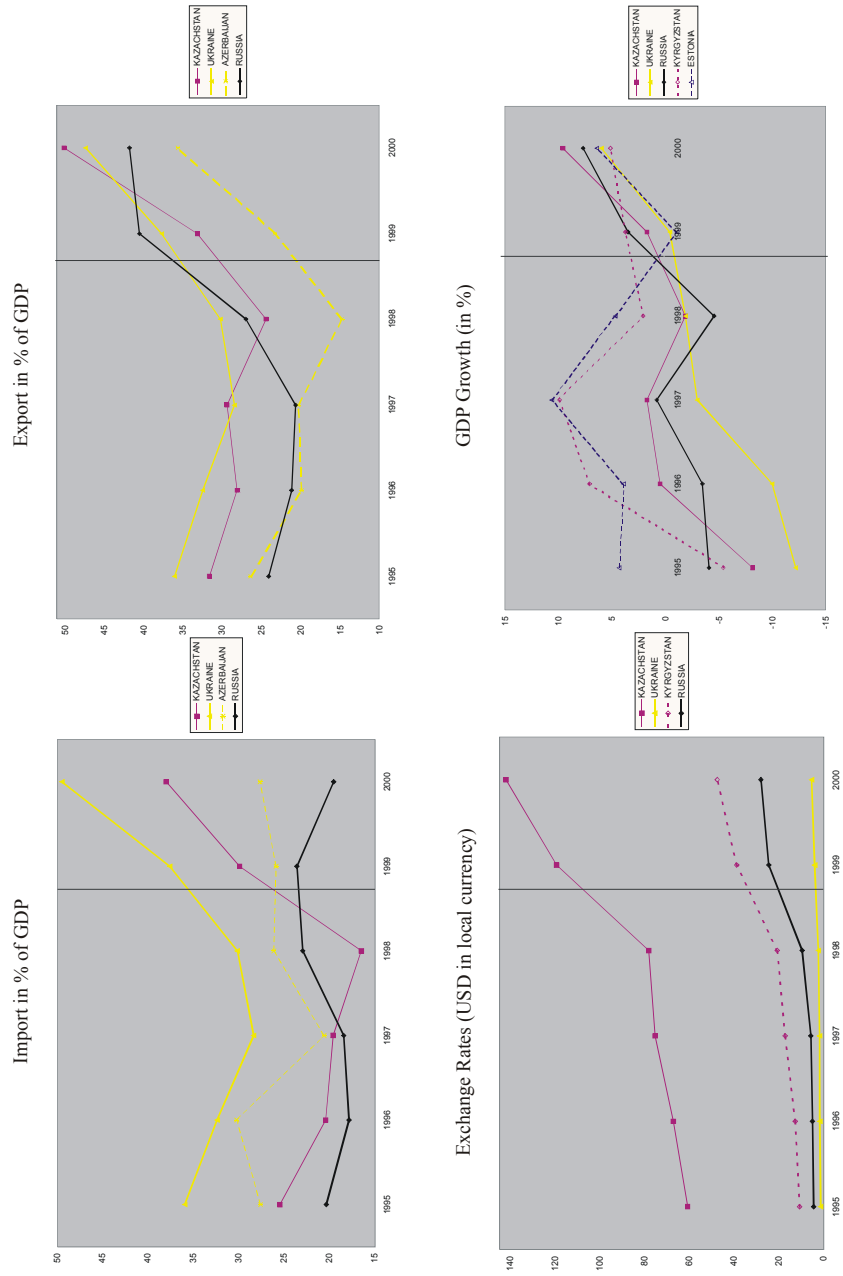 Import in % of GDP
50
45
40
35
30
25
20
15
1995
1996
1997
1998
1999
2000
KAZACHSTAN
UKRAINE
AZERBAIJAN
RUSSIA
Export in % of GDP
50
45
40
35
30
25
20
15
10
1995
1996
1997
1998
1999
2000
KAZACHSTAN
UKRAINE
AZERBAIJAN
RUSSIA
Exchange Rates (USD in local currency)
140
120
100
80
60
40
20
0
1995
1996
1997
1998
1999
2000
KAZACHSTAN
UKRAINE
KYRGYZSTAN
RUSSIA
GDP Growth (in %)
15
10
5
0
-5
-10
-15
1995
1996
1997
1998
1999
2000
KAZACHSTAN
UKRAINE
RUSSIA
KYRGYZSTAN
ESTONIA